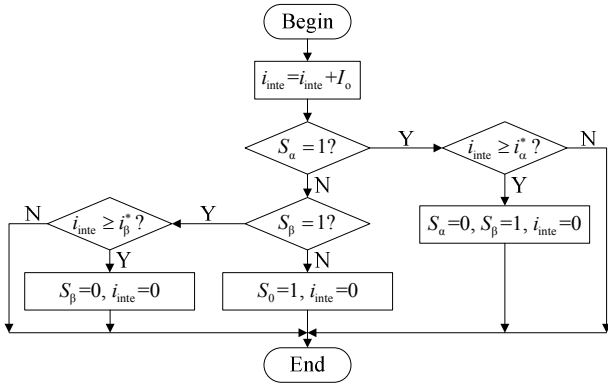 Begin
i_inte=i_inte+I_o
S_α=1?
Y
i_inte ≥ i_α^*?
N
N
Y
N
i_inte ≥ i_β^*?
Y
S_β=1?
S_α=0, S_β=1, i_inte=0
Y
N
S_β=0, i_inte=0
S_0=1, i_inte=0
End